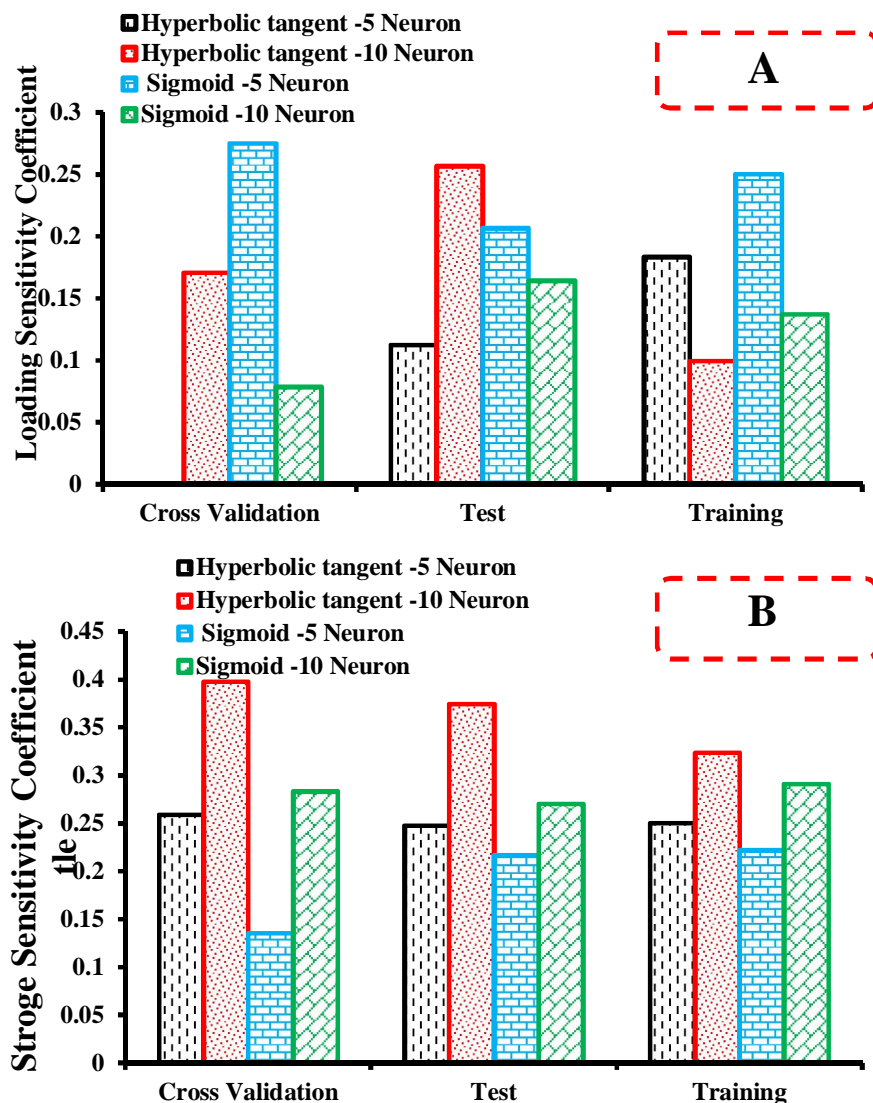 Hyperbolic tangent -5 Neuron
Hyperbolic tangent -10 Neuron
Sigmoid -5 Neuron
Sigmoid -10 Neuron
A
Loading Sensitivity Coefficient
0.3
0.25
0.2
0.15
0.1
0.05
0
Cross Validation
Test
Training
Hyperbolic tangent -5 Neuron
Hyperbolic tangent -10 Neuron
Sigmoid -5 Neuron
Sigmoid -10 Neuron
B
Stroge Sensitivity Coefficient
tle
0.45
0.4
0.35
0.3
0.25
0.2
0.15
0.1
0.05
0
Cross Validation
Test
Training